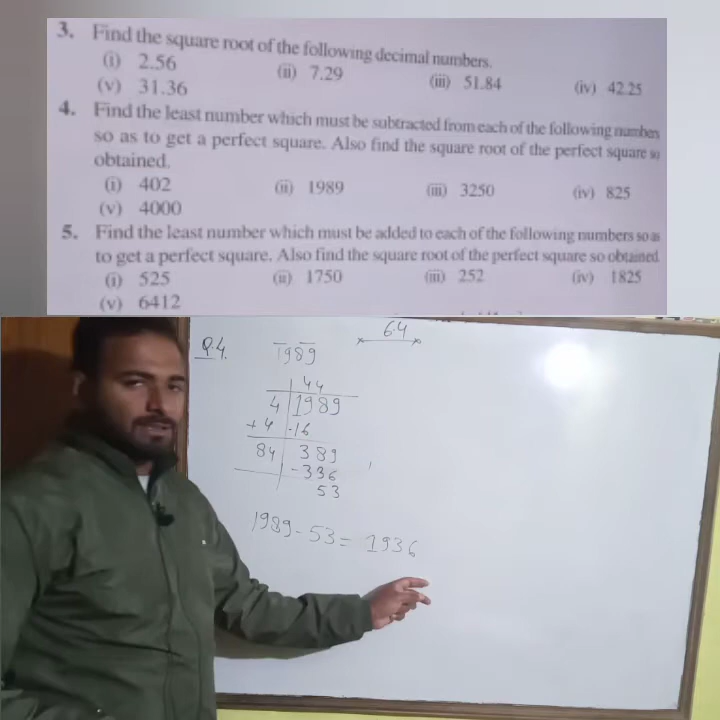 3. Find the square root of the following decimal numbers.
(i) 2.56 (ii) 7.29 (iii) 51.84 (iv) 42.25
(v) 31.36
4. Find the least number which must be subtracted from each of the following numbers
so as to get a perfect square. Also find the square root of the perfect square so
obtained.
(i) 402 (ii) 1989 (iii) 3250 (iv) 825
(v) 4000
5. Find the least number which must be added to each of the following numbers so as
to get a perfect square. Also find the square root of the perfect square so obtained.
(i) 525 (ii) 1750 (iii) 252 (iv) 1825
(v) 6412
6.4
Q.4. 1989
44
4 1989
+4 -16
84 389
-336
53
1989-53= 1936